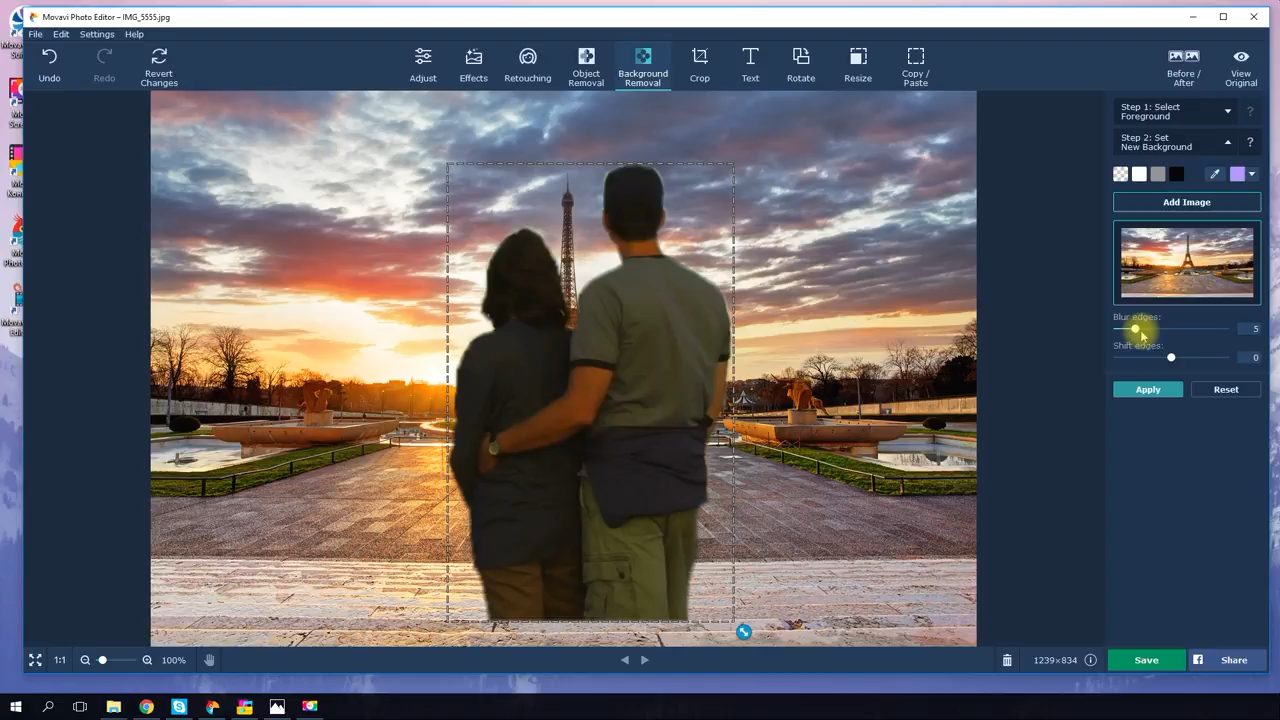 Movavi Photo Editor – IMG_5555.jpg
File Edit Settings Help
Undo
Redo
Revert
Changes
Adjust
Effects
Retouching
Object
Removal
Background
Removal
Crop
Text
Rotate
Resize
Copy /
Paste
Before /
After
View
Original
Step 1: Select
Foreground
?
Step 2: Set
New Background
?
Add Image
Blur edges:
5
Shift edges:
0
Apply
Reset
1:1
100%
1239×834
Save
Share